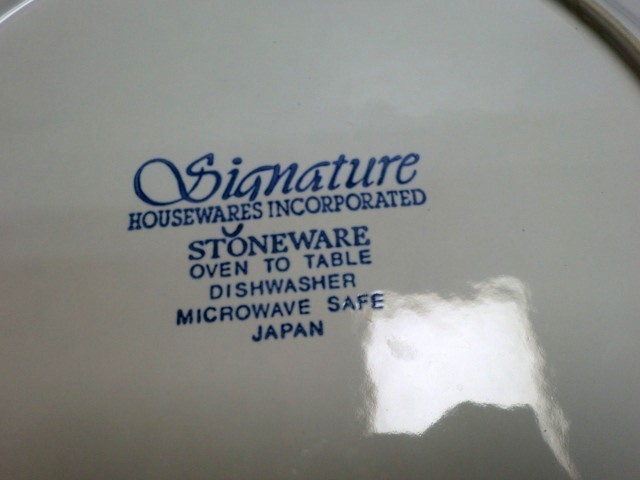 Signature
HOUSEWARES INCORPORATED
STONEWARE
OVEN TO TABLE
DISHWASHER
MICROWAVE SAFE
JAPAN